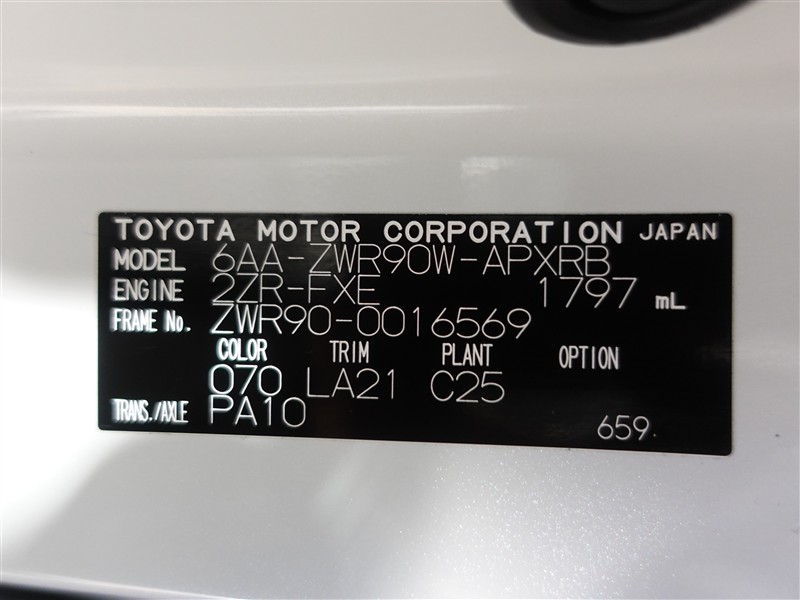 TOYOTA MOTOR CORPORATION JAPAN
MODEL 6AA-ZWR90W-APXRB
ENGINE 2ZR-FXE 1797 mL
FRAME No. ZWR90-0016569
COLOR TRIM PLANT OPTION
070 LA21 C25
TRANS./AXLE PA10 659